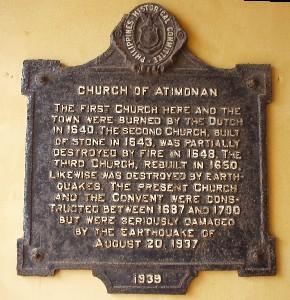 PHILIPPINES HISTORICAL COMMITTEE
CHURCH OF ATIMONAN
THE FIRST CHURCH HERE AND THE
TOWN WERE BURNED BY THE DUTCH
IN 1640. THE SECOND CHURCH, BUILT
OF STONE IN 1643, WAS PARTIALLY
DESTROYED BY FIRE IN 1648. THE
THIRD CHURCH, REBUILT IN 1650,
LIKEWISE WAS DESTROYED BY EARTH
QUAKES. THE PRESENT CHURCH
AND THE CONVENT WERE CONS-
TRUCTED BETWEEN 1687 AND 1700
BUT WERE SERIOUSLY DAMAGED
BY THE EARTHQUAKE OF
AUGUST 20, 1937.
1939